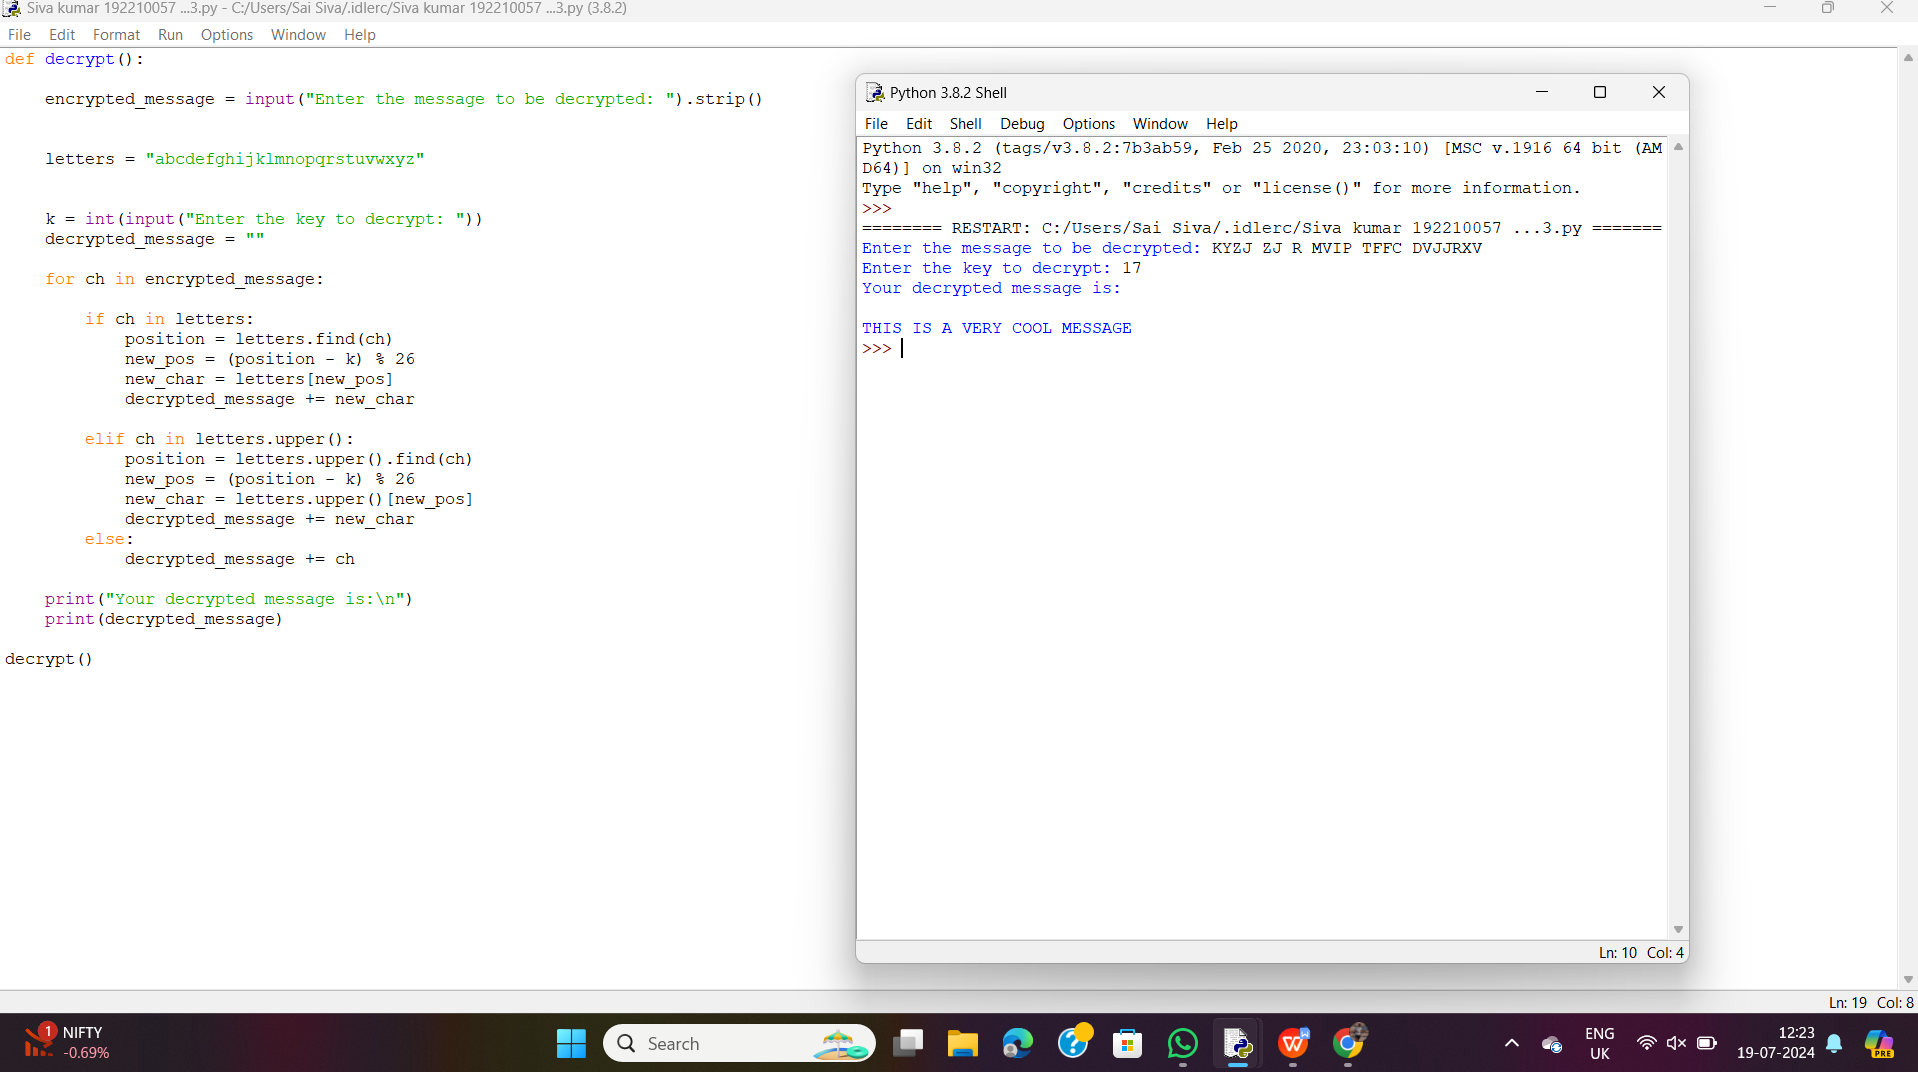 Siva kumar 192210057 ...3.py - C:/Users/Sai Siva/.idlerc/Siva kumar 192210057 ...3.py (3.8.2)
File Edit Format Run Options Window Help
def decrypt():
    encrypted_message = input("Enter the message to be decrypted: ").strip()
    letters = "abcdefghijklmnopqrstuvwxyz"
    k = int(input("Enter the key to decrypt: "))
    decrypted_message = ""
    for ch in encrypted_message:
        if ch in letters:
            position = letters.find(ch)
            new_pos = (position - k) % 26
            new_char = letters[new_pos]
            decrypted_message += new_char
        elif ch in letters.upper():
            position = letters.upper().find(ch)
            new_pos = (position - k) % 26
            new_char = letters.upper()[new_pos]
            decrypted_message += new_char
        else:
            decrypted_message += ch
    print("Your decrypted message is:\n")
    print(decrypted_message)
decrypt()
Python 3.8.2 Shell
File Edit Shell Debug Options Window Help
Python 3.8.2 (tags/v3.8.2:7b3ab59, Feb 25 2020, 23:03:10) [MSC v.1916 64 bit (AM
D64)] on win32
Type "help", "copyright", "credits" or "license()" for more information.
>>>
======== RESTART: C:/Users/Sai Siva/.idlerc/Siva kumar 192210057 ...3.py =======
Enter the message to be decrypted: KYZJ ZJ R MVIP TFFC DVJJRXV
Enter the key to decrypt: 17
Your decrypted message is:
THIS IS A VERY COOL MESSAGE
>>>
Ln: 10 Col: 4
Ln: 19 Col: 8
1
NIFTY
-0.69%
Search
W
ENG
UK
12:23
19-07-2024
PRE